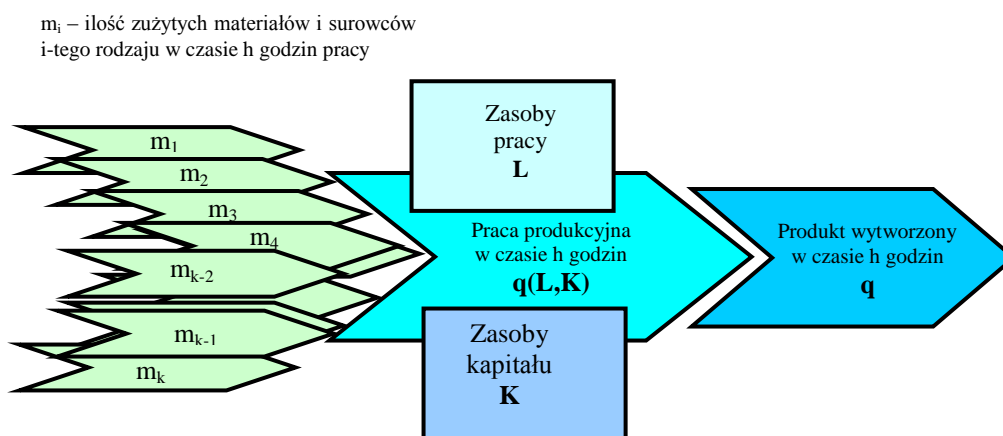 mᵢ – ilość zużytych materiałów i surowców
i-tego rodzaju w czasie h godzin pracy
m₁
m₂
m₃
m₄
mₖ₋₂
mₖ₋₁
mₖ
Zasoby
pracy
L
Praca produkcyjna
w czasie h godzin
q(L,K)
Zasoby
kapitału
K
Produkt wytworzony
w czasie h godzin
q